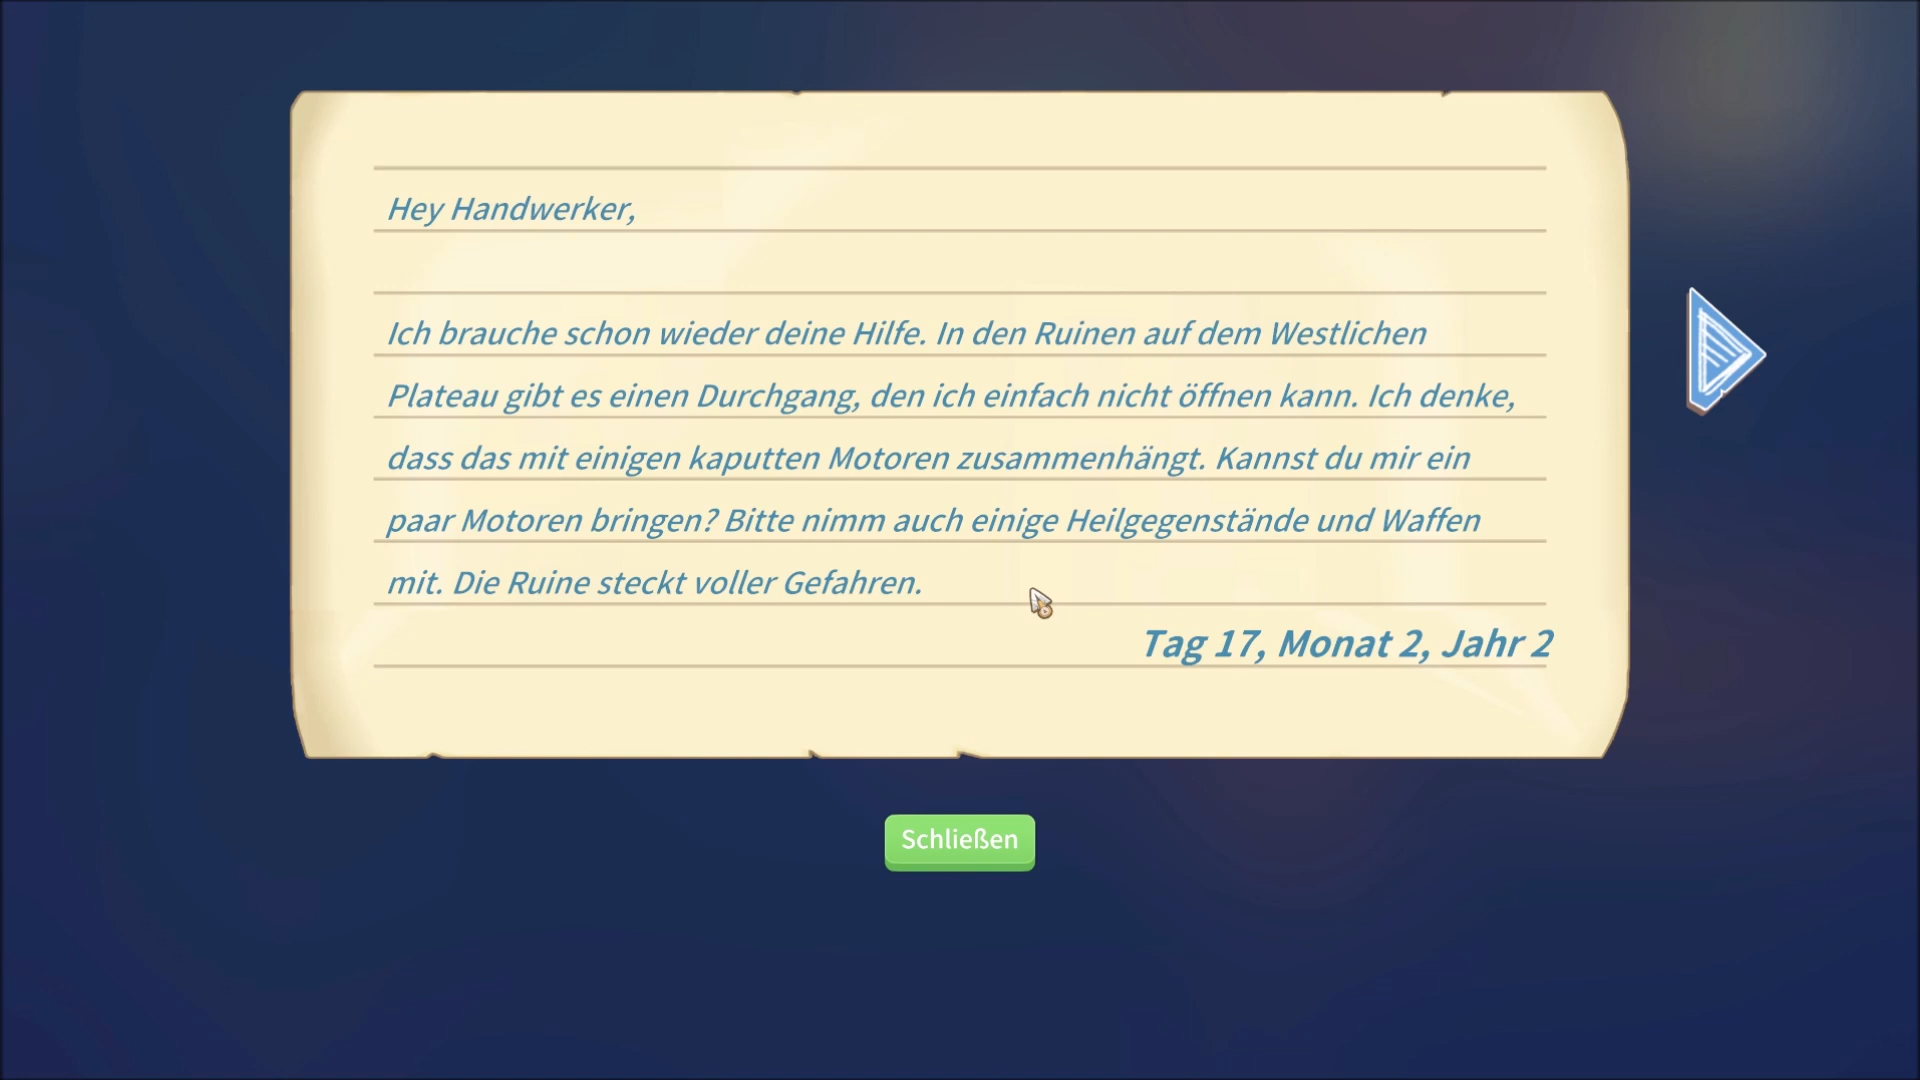 Hey Handwerker,
Ich brauche schon wieder deine Hilfe. In den Ruinen auf dem Westlichen
Plateau gibt es einen Durchgang, den ich einfach nicht öffnen kann. Ich denke,
dass das mit einigen kaputten Motoren zusammenhängt. Kannst du mir ein
paar Motoren bringen? Bitte nimm auch einige Heilgegenstände und Waffen
mit. Die Ruine steckt voller Gefahren.
Tag 17, Monat 2, Jahr 2
Schließen